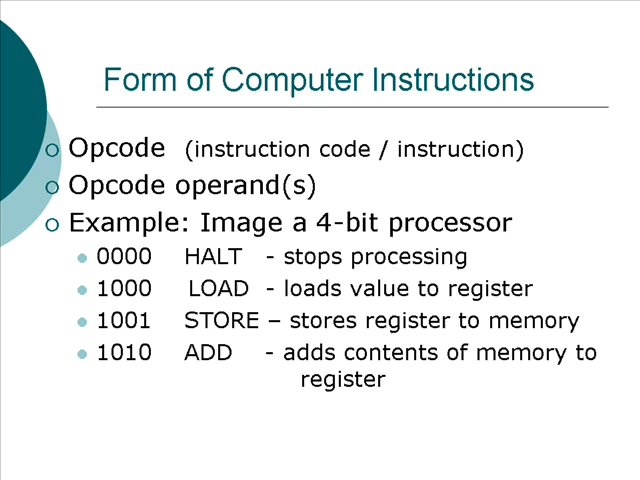 Form of Computer Instructions
Opcode (instruction code / instruction)
Opcode operand(s)
Example: Image a 4-bit processor
0000 HALT - stops processing
1000 LOAD - loads value to register
1001 STORE – stores register to memory
1010 ADD - adds contents of memory to
register